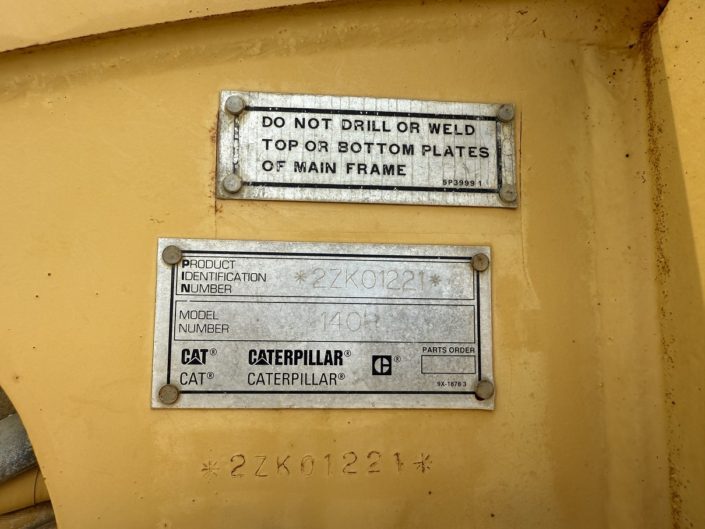 DO NOT DRILL OR WELD
TOP OR BOTTOM PLATES
OF MAIN FRAME
5P3999 1
PRODUCT
IDENTIFICATION
NUMBER
*2ZK01221*
MODEL
NUMBER
140H
CAT® CATERPILLAR® C®
CAT® CATERPILLAR®
PARTS ORDER
9X-1876 3
*2ZK01221*